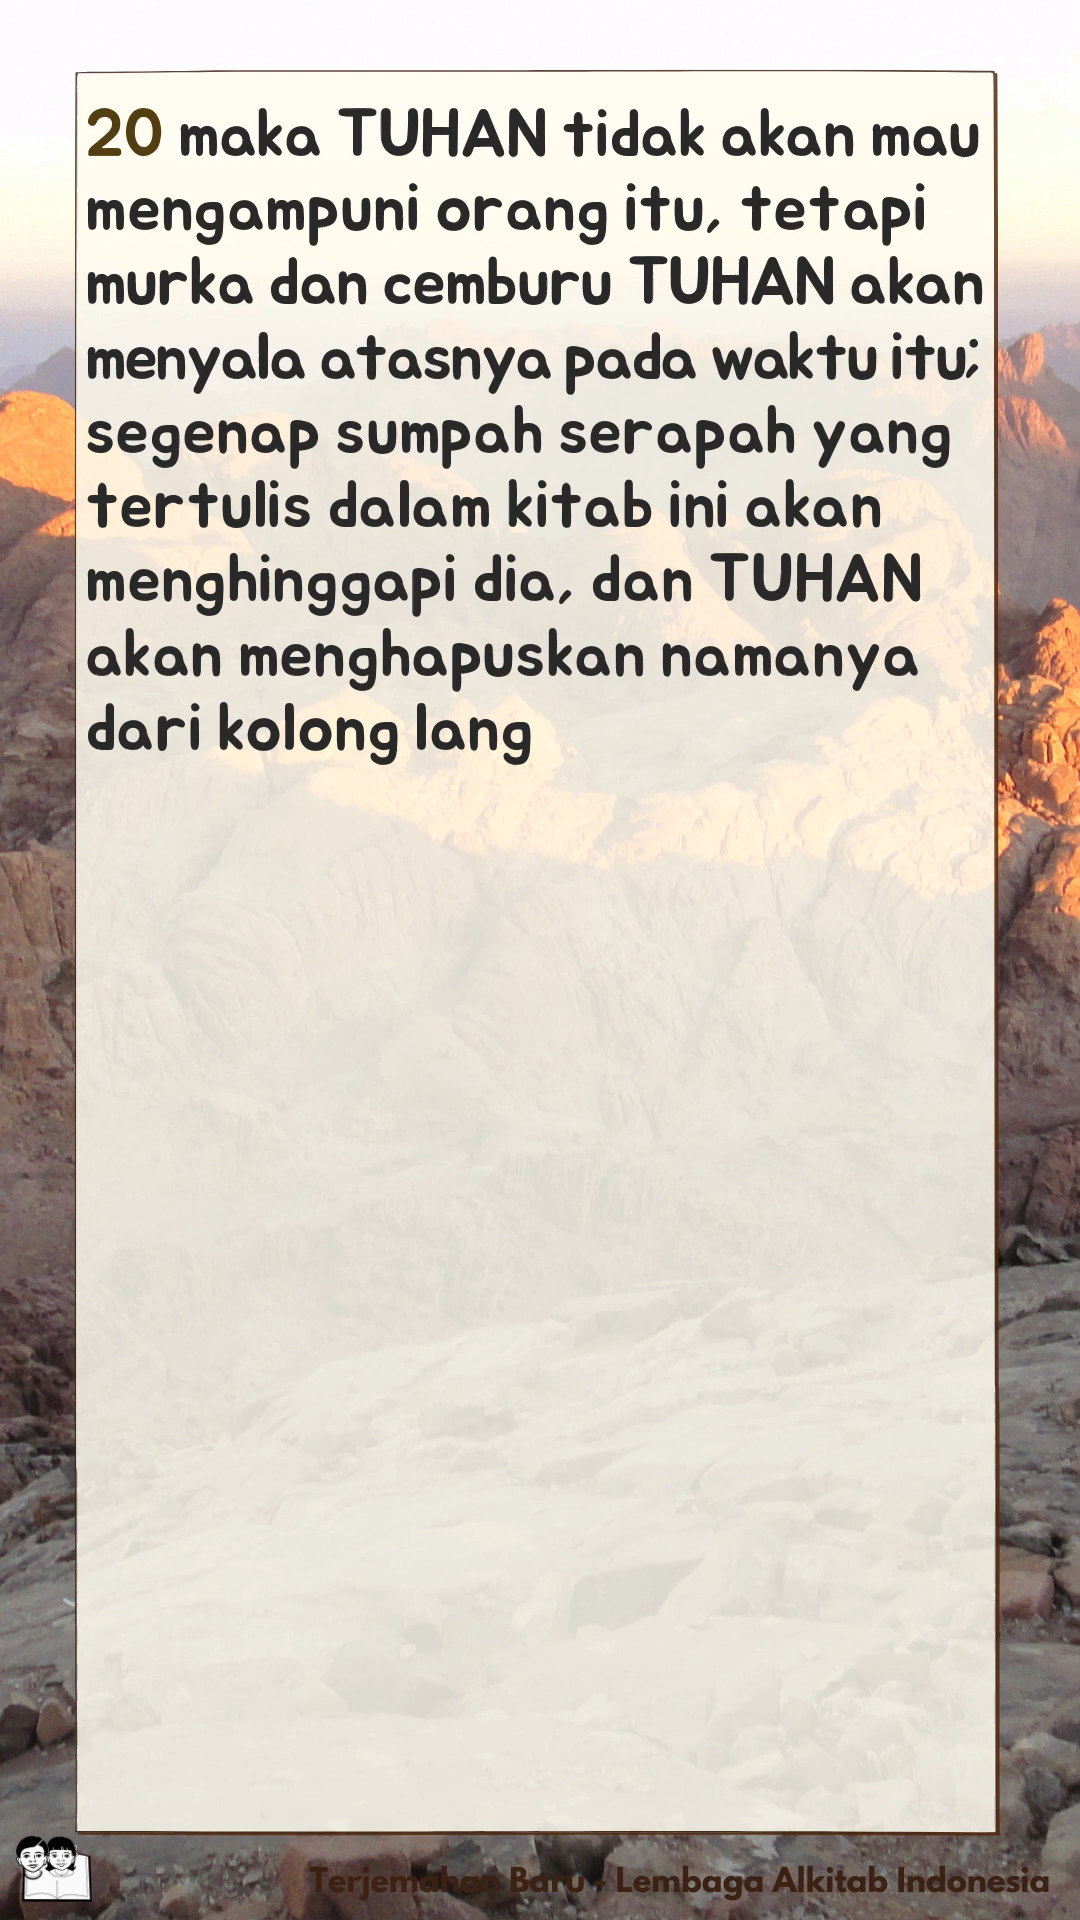 20 maka TUHAN tidak akan mau
mengampuni orang itu, tetapi
murka dan cemburu TUHAN akan
menyala atasnya pada waktu itu;
segenap sumpah serapah yang
tertulis dalam kitab ini akan
menghinggapi dia, dan TUHAN
akan menghapuskan namanya
dari kolong lang
Terjemahan Baru - Lembaga Alkitab Indonesia